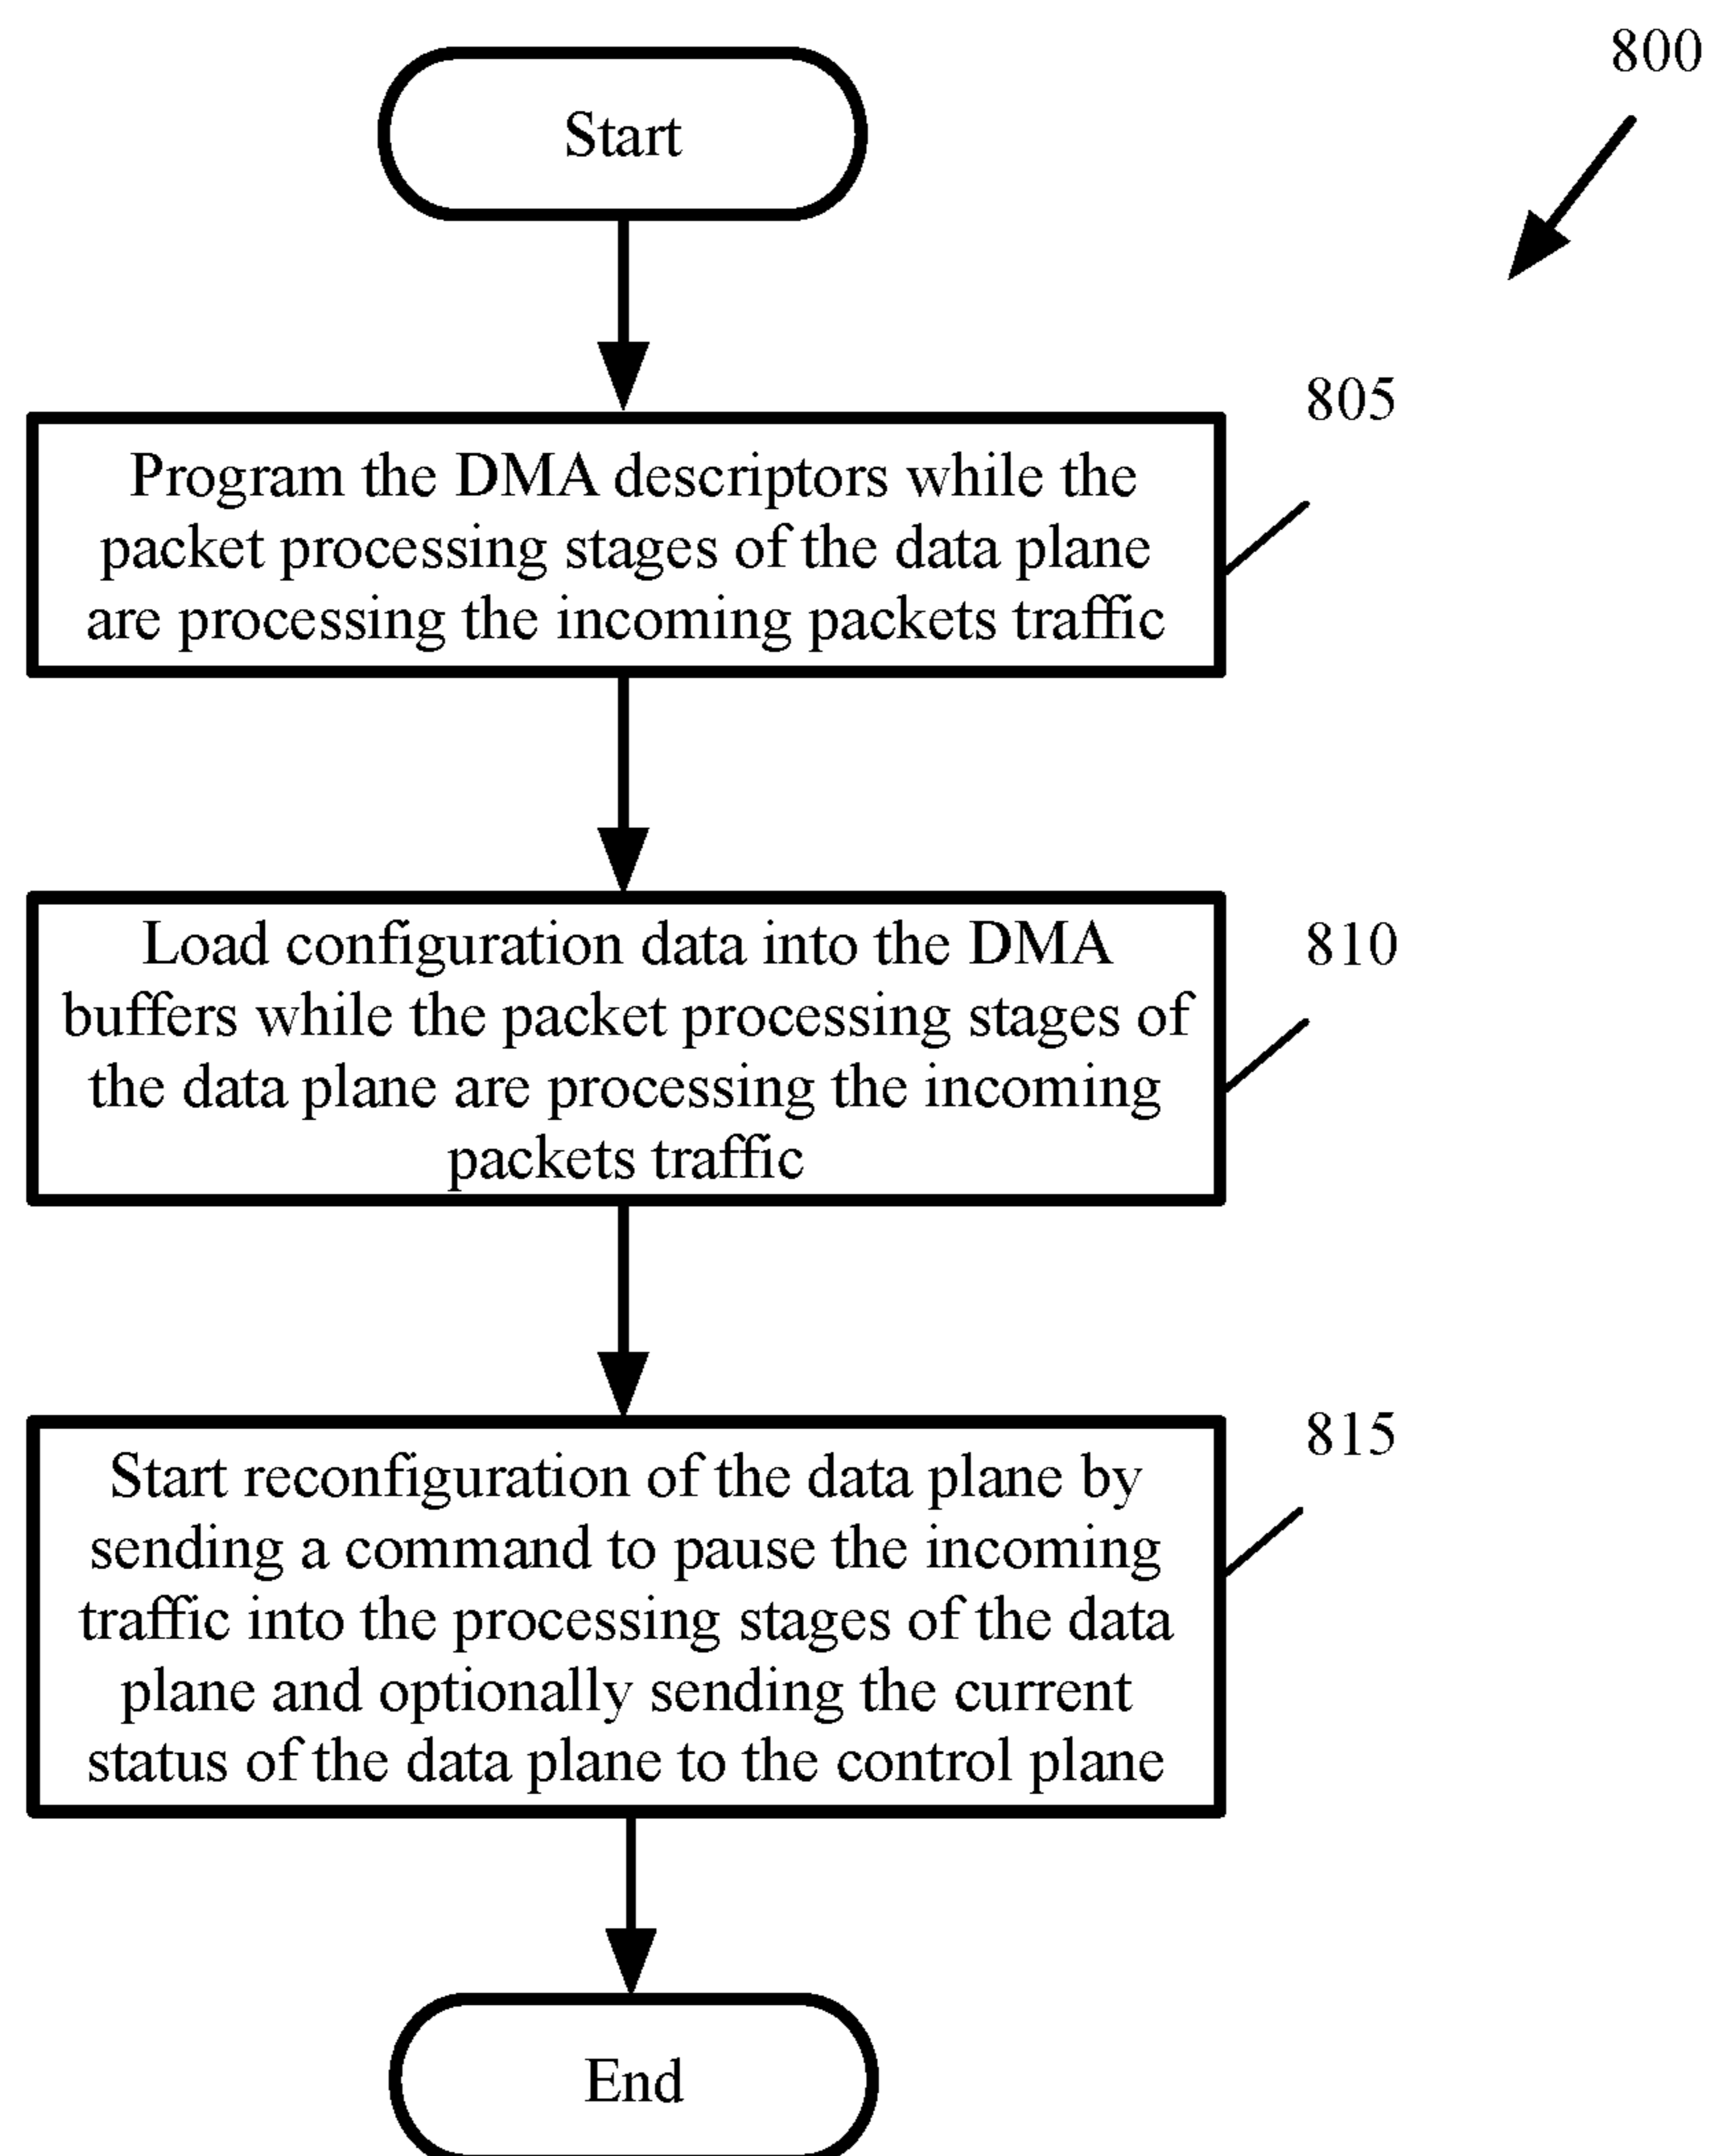 800
Start
805
Program the DMA descriptors while the
packet processing stages of the data plane
are processing the incoming packets traffic
810
Load configuration data into the DMA
buffers while the packet processing stages of
the data plane are processing the incoming
packets traffic
815
Start reconfiguration of the data plane by
sending a command to pause the incoming
traffic into the processing stages of the data
plane and optionally sending the current
status of the data plane to the control plane
End